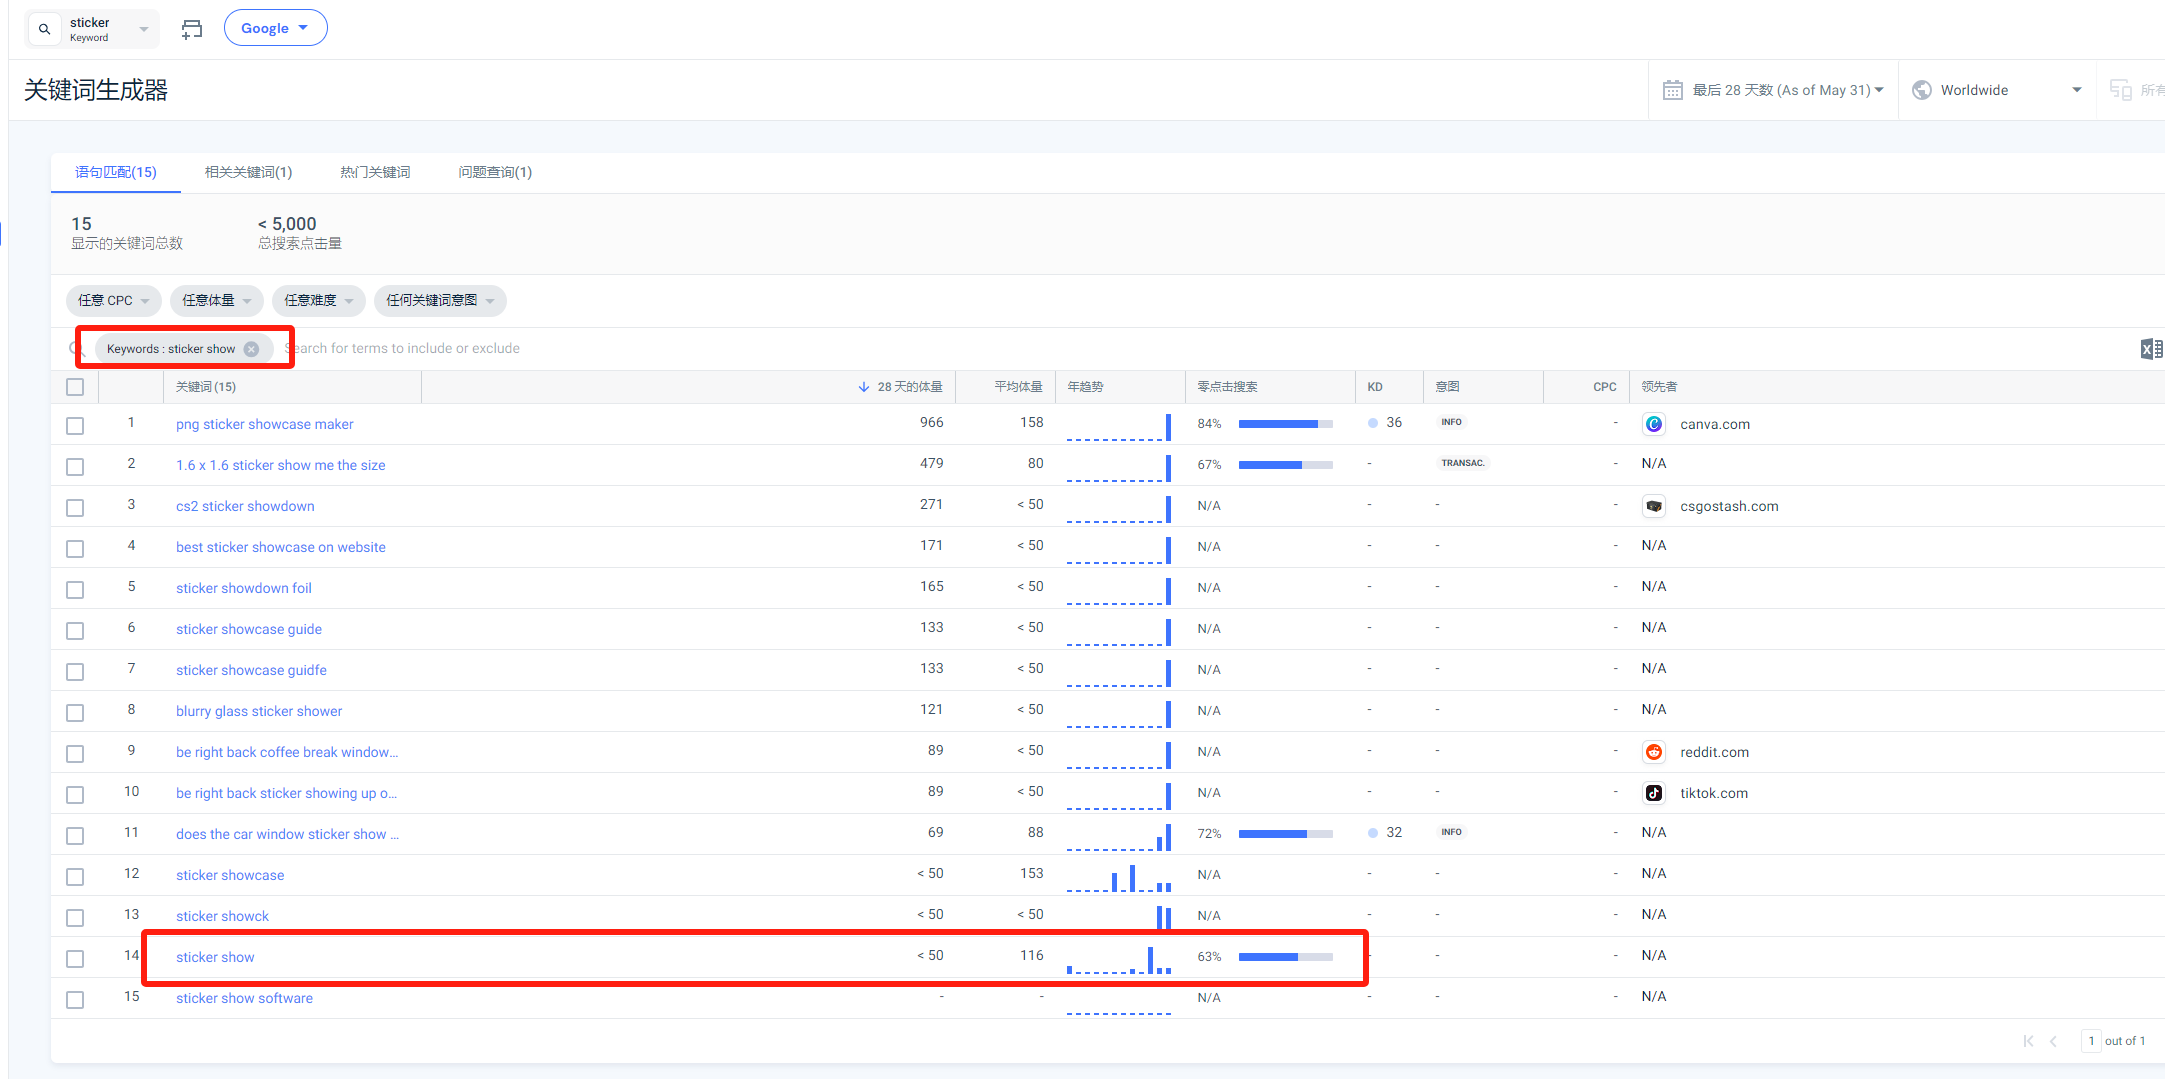 sticker
Keyword
Google
关键词生成器
最后 28 天数 (As of May 31)
Worldwide
所有
语句匹配(15) 相关关键词(1) 热门关键词 问题查询(1)
15 < 5,000
显示的关键词总数 总搜索点击量
任意 CPC 任意体量 任意难度 任何关键词意图
Keywords : sticker show Search for terms to include or exclude
关键词 (15) 28 天的体量 平均体量 年趋势 零点击搜索 KD 意图 CPC 领先者
1 png sticker showcase maker 966 158 84% 36 INFO - canva.com
2 1.6 x 1.6 sticker show me the size 479 80 67% - TRANSAC. - N/A
3 cs2 sticker showdown 271 < 50 N/A - - - csgostash.com
4 best sticker showcase on website 171 < 50 N/A - - - N/A
5 sticker showdown foil 165 < 50 N/A - - - N/A
6 sticker showcase guide 133 < 50 N/A - - - N/A
7 sticker showcase guidfe 133 < 50 N/A - - - N/A
8 blurry glass sticker shower 121 < 50 N/A - - - N/A
9 be right back coffee break window... 89 < 50 N/A - - - reddit.com
10 be right back sticker showing up o... 89 < 50 N/A - - - tiktok.com
11 does the car window sticker show ... 69 88 72% 32 INFO - N/A
12 sticker showcase < 50 153 N/A - - - N/A
13 sticker showck < 50 < 50 N/A - - - N/A
14 sticker show < 50 116 63% - - - N/A
15 sticker show software - - N/A - - - N/A
1 out of 1